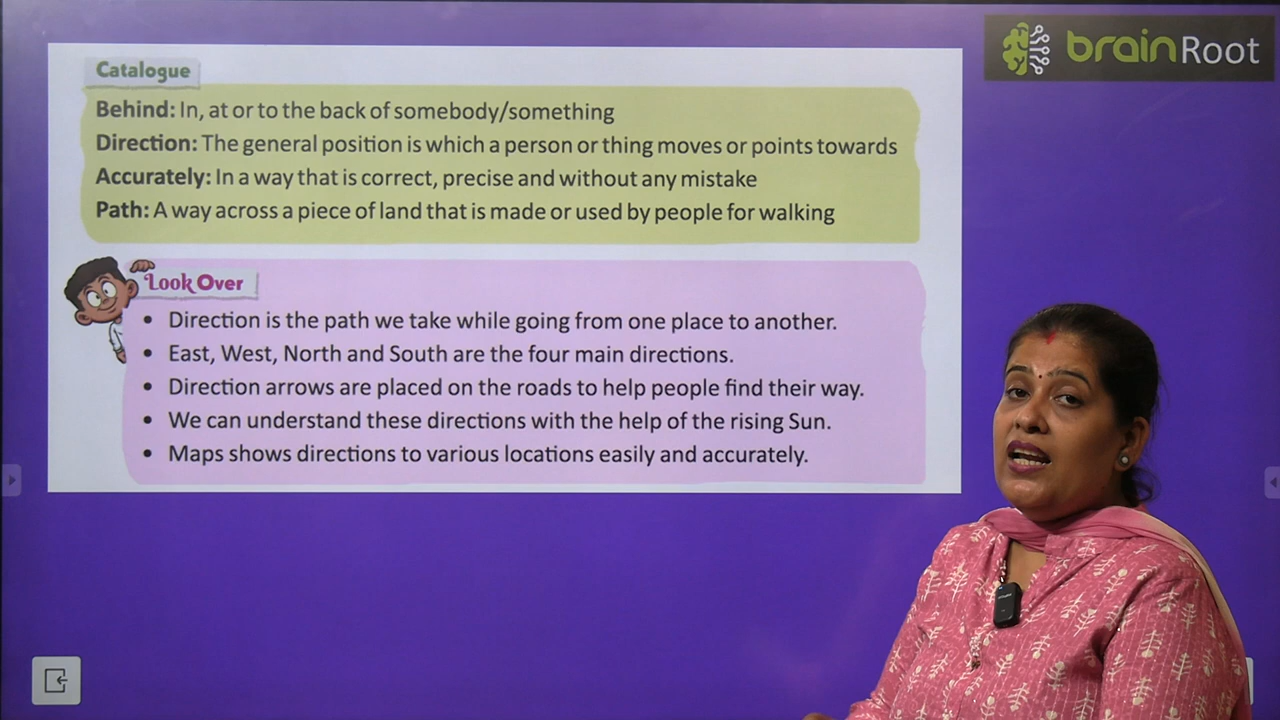 brainRoot
Catalogue
Behind: In, at or to the back of somebody/something
Direction: The general position is which a person or thing moves or points towards
Accurately: In a way that is correct, precise and without any mistake
Path: A way across a piece of land that is made or used by people for walking
Look Over
• Direction is the path we take while going from one place to another.
• East, West, North and South are the four main directions.
• Direction arrows are placed on the roads to help people find their way.
• We can understand these directions with the help of the rising Sun.
• Maps shows directions to various locations easily and accurately.